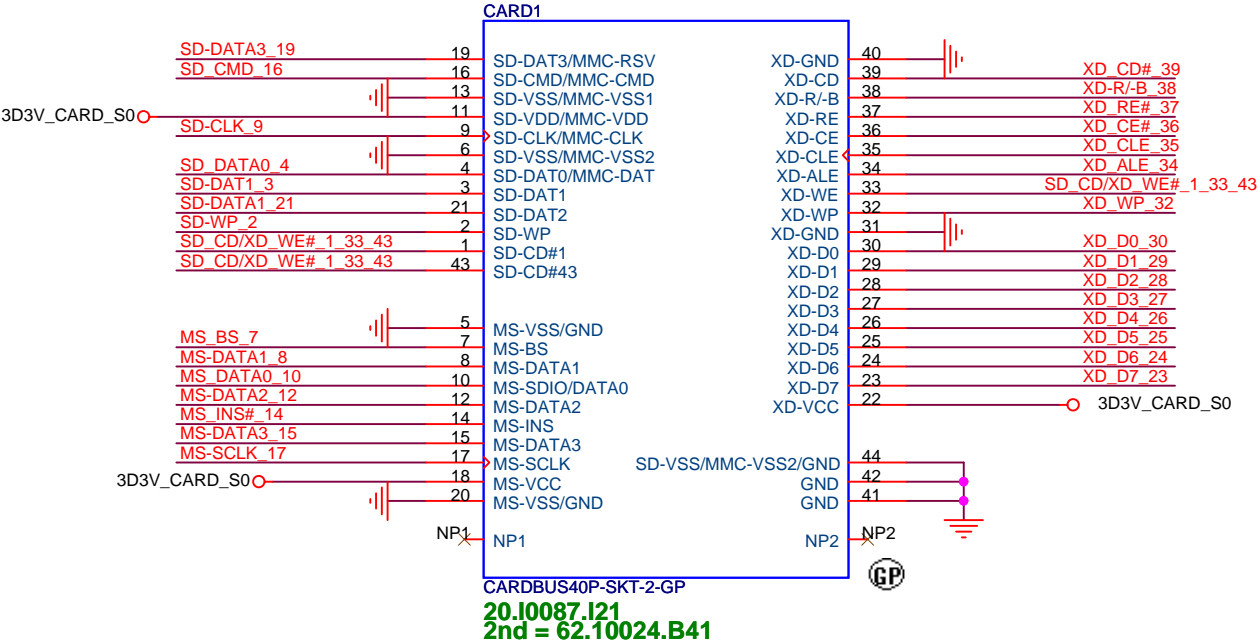 CARD1
SD-DATA3_19 19 SD-DAT3/MMC-RSV XD-GND 40
SD_CMD_16 16 SD-CMD/MMC-CMD XD-CD 39 XD_CD#_39
13 SD-VSS/MMC-VSS1 XD-R/-B 38 XD-R/-B_38
3D3V_CARD_S0 11 SD-VDD/MMC-VDD XD-RE 37 XD_RE#_37
SD-CLK_9 9 SD-CLK/MMC-CLK XD-CE 36 XD_CE#_36
6 SD-VSS/MMC-VSS2 XD-CLE 35 XD_CLE_35
SD_DATA0_4 4 SD-DAT0/MMC-DAT XD-ALE 34 XD_ALE_34
SD-DAT1_3 3 SD-DAT1 XD-WE 33 SD_CD/XD_WE#_1_33_43
SD-DATA1_21 21 SD-DAT2 XD-WP 32 XD_WP_32
SD-WP_2 2 SD-WP XD-GND 31
SD_CD/XD_WE#_1_33_43 1 SD-CD#1 XD-D0 30 XD_D0_30
SD_CD/XD_WE#_1_33_43 43 SD-CD#43 XD-D1 29 XD_D1_29
XD-D2 28 XD_D2_28
XD-D3 27 XD_D3_27
5 MS-VSS/GND XD-D4 26 XD_D4_26
MS_BS_7 7 MS-BS XD-D5 25 XD_D5_25
MS-DATA1_8 8 MS-DATA1 XD-D6 24 XD_D6_24
MS_DATA0_10 10 MS-SDIO/DATA0 XD-D7 23 XD_D7_23
MS-DATA2_12 12 MS-DATA2 XD-VCC 22 3D3V_CARD_S0
MS_INS#_14 14 MS-INS
MS-DATA3_15 15 MS-DATA3
MS-SCLK_17 17 MS-SCLK SD-VSS/MMC-VSS2/GND 44
3D3V_CARD_S0 18 MS-VCC GND 42
20 MS-VSS/GND GND 41
NP1 NP1 NP2 NP2
GP
CARDBUS40P-SKT-2-GP
20.I0087.I21
2nd = 62.10024.B41